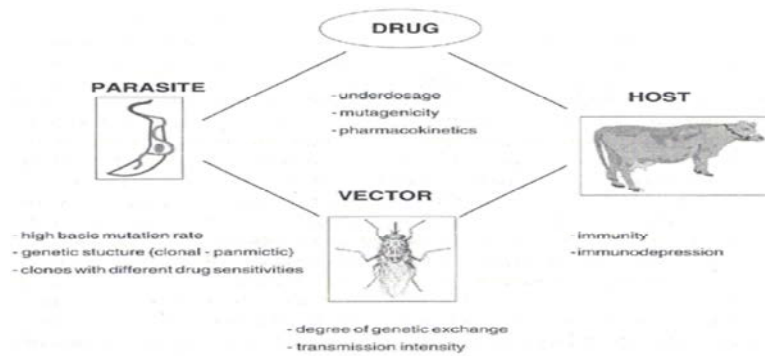 DRUG
PARASITE
- underdosage
- mutagenicity
- pharmacokinetics
HOST
VECTOR
- high basic mutation rate
- genetic stucture (clonal - panmictic)
- clones with different drug sensitivities
- immunity
-immunodepression
- degree of genetic exchange
- transmission intensity